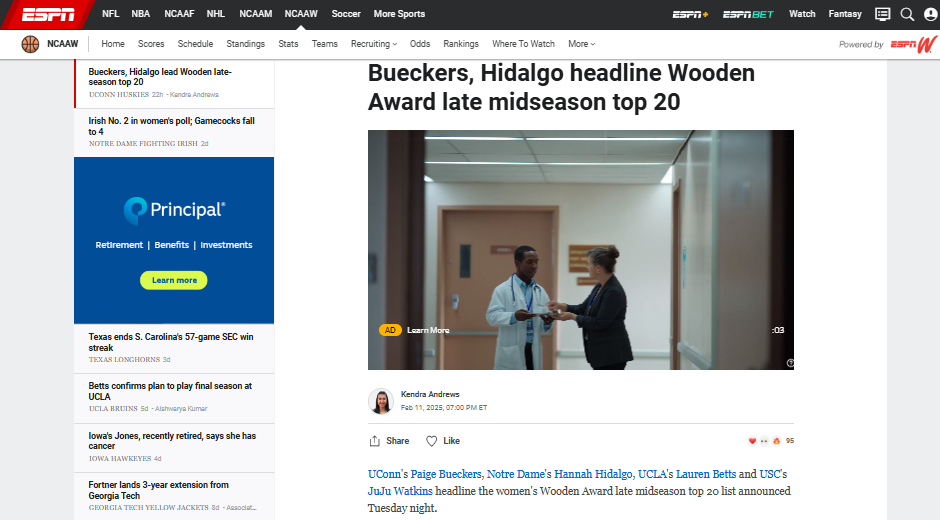 ESPN NFL NBA NCAAF NHL NCAAM NCAAW Soccer More Sports ESPN+ ESPN BET Watch Fantasy
NCAAW Home Scores Schedule Standings Stats Teams Recruiting Odds Rankings Where To Watch More Powered by ESPN W
Bueckers, Hidalgo lead Wooden late-
season top 20
UCONN HUSKIES 22h - Kendra Andrews
Irish No. 2 in women's poll; Gamecocks fall
to 4
NOTRE DAME FIGHTING IRISH 2d
Principal®
Retirement | Benefits | Investments
Learn more
Texas ends S. Carolina's 57-game SEC win
streak
TEXAS LONGHORNS 3d
Betts confirms plan to play final season at
UCLA
UCLA BRUINS 5d - Aishwarya Kumar
Iowa's Jones, recently retired, says she has
cancer
IOWA HAWKEYES 4d
Fortner lands 3-year extension from
Georgia Tech
GEORGIA TECH YELLOW JACKETS 8d - Associat...
Bueckers, Hidalgo headline Wooden
Award late midseason top 20
AD Learn More :03
Kendra Andrews
Feb 11, 2025, 07:00 PM ET
Share Like 95
UConn's Paige Bueckers, Notre Dame's Hannah Hidalgo, UCLA's Lauren Betts and USC's
JuJu Watkins headline the women's Wooden Award late midseason top 20 list announced
Tuesday night.